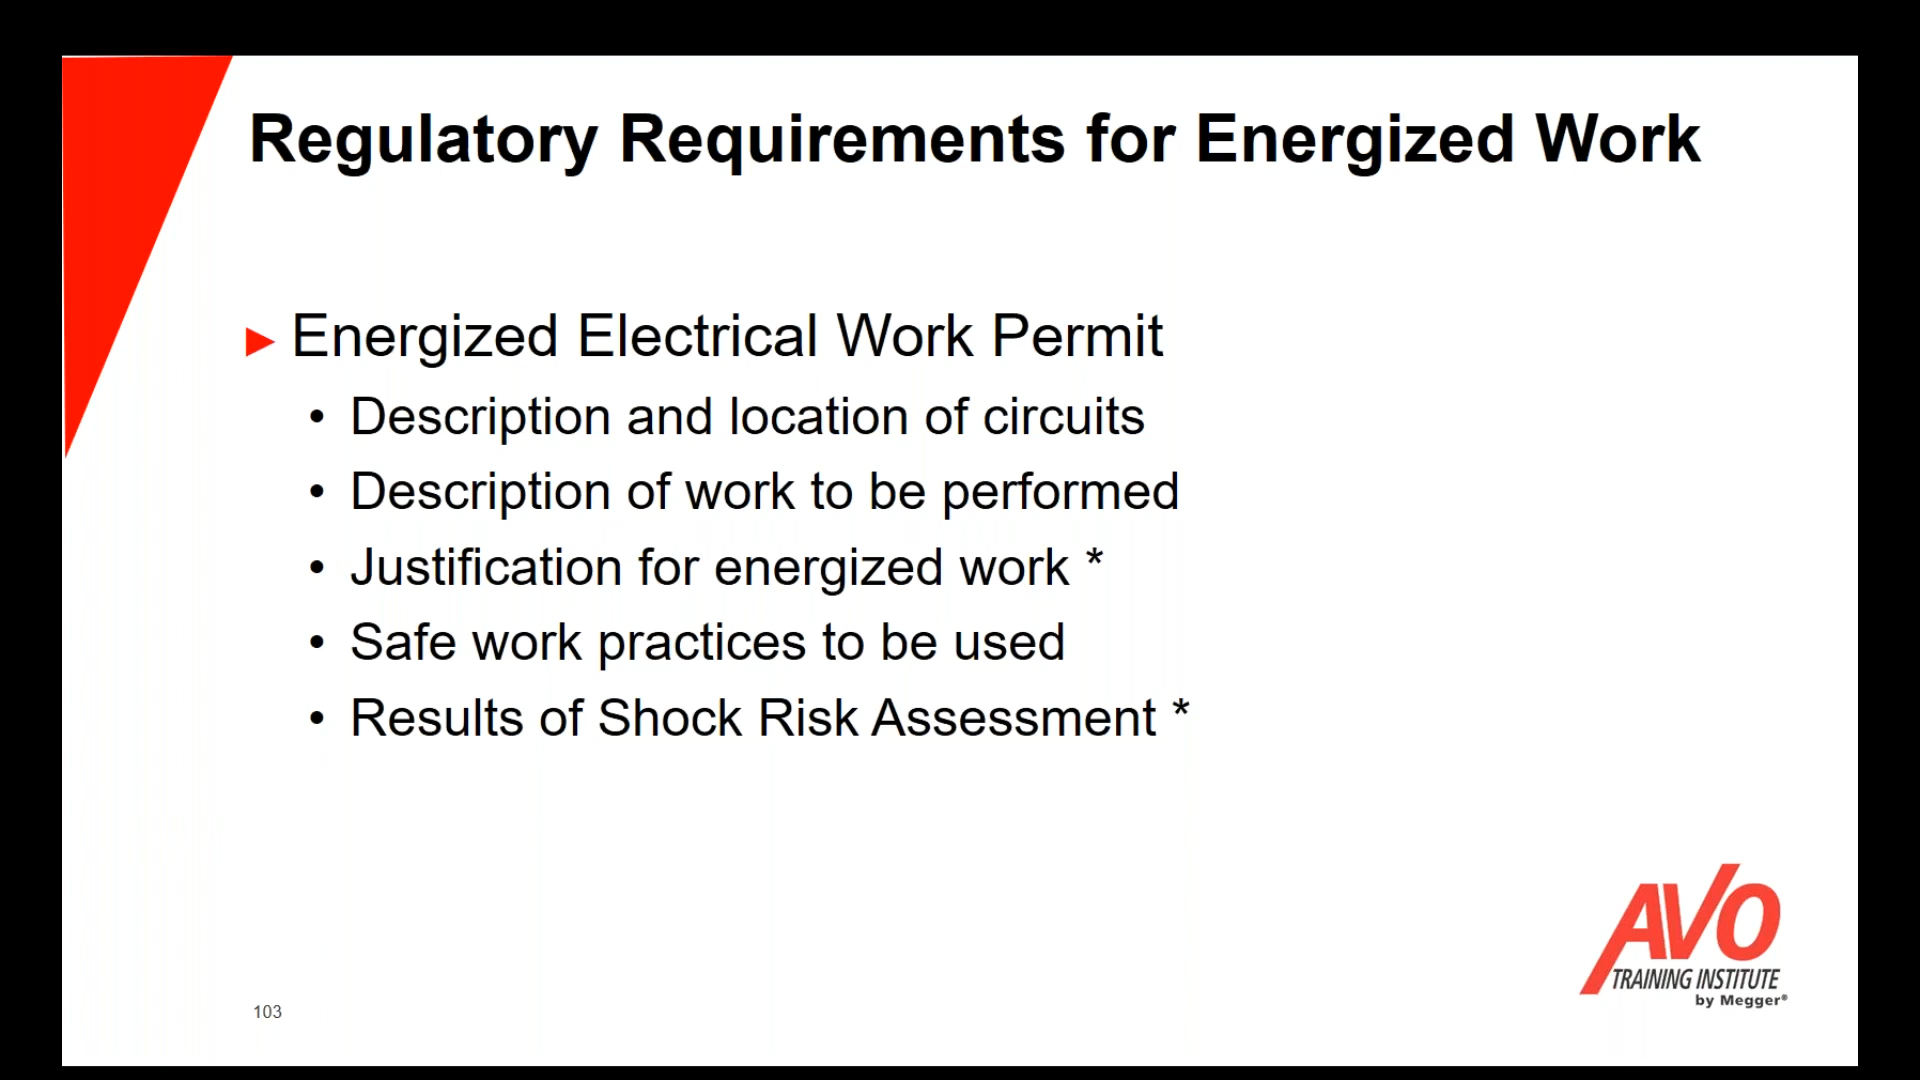 Regulatory Requirements for Energized Work
► Energized Electrical Work Permit
• Description and location of circuits
• Description of work to be performed
• Justification for energized work *
• Safe work practices to be used
• Results of Shock Risk Assessment *
AVO
TRAINING INSTITUTE
by Megger®
103